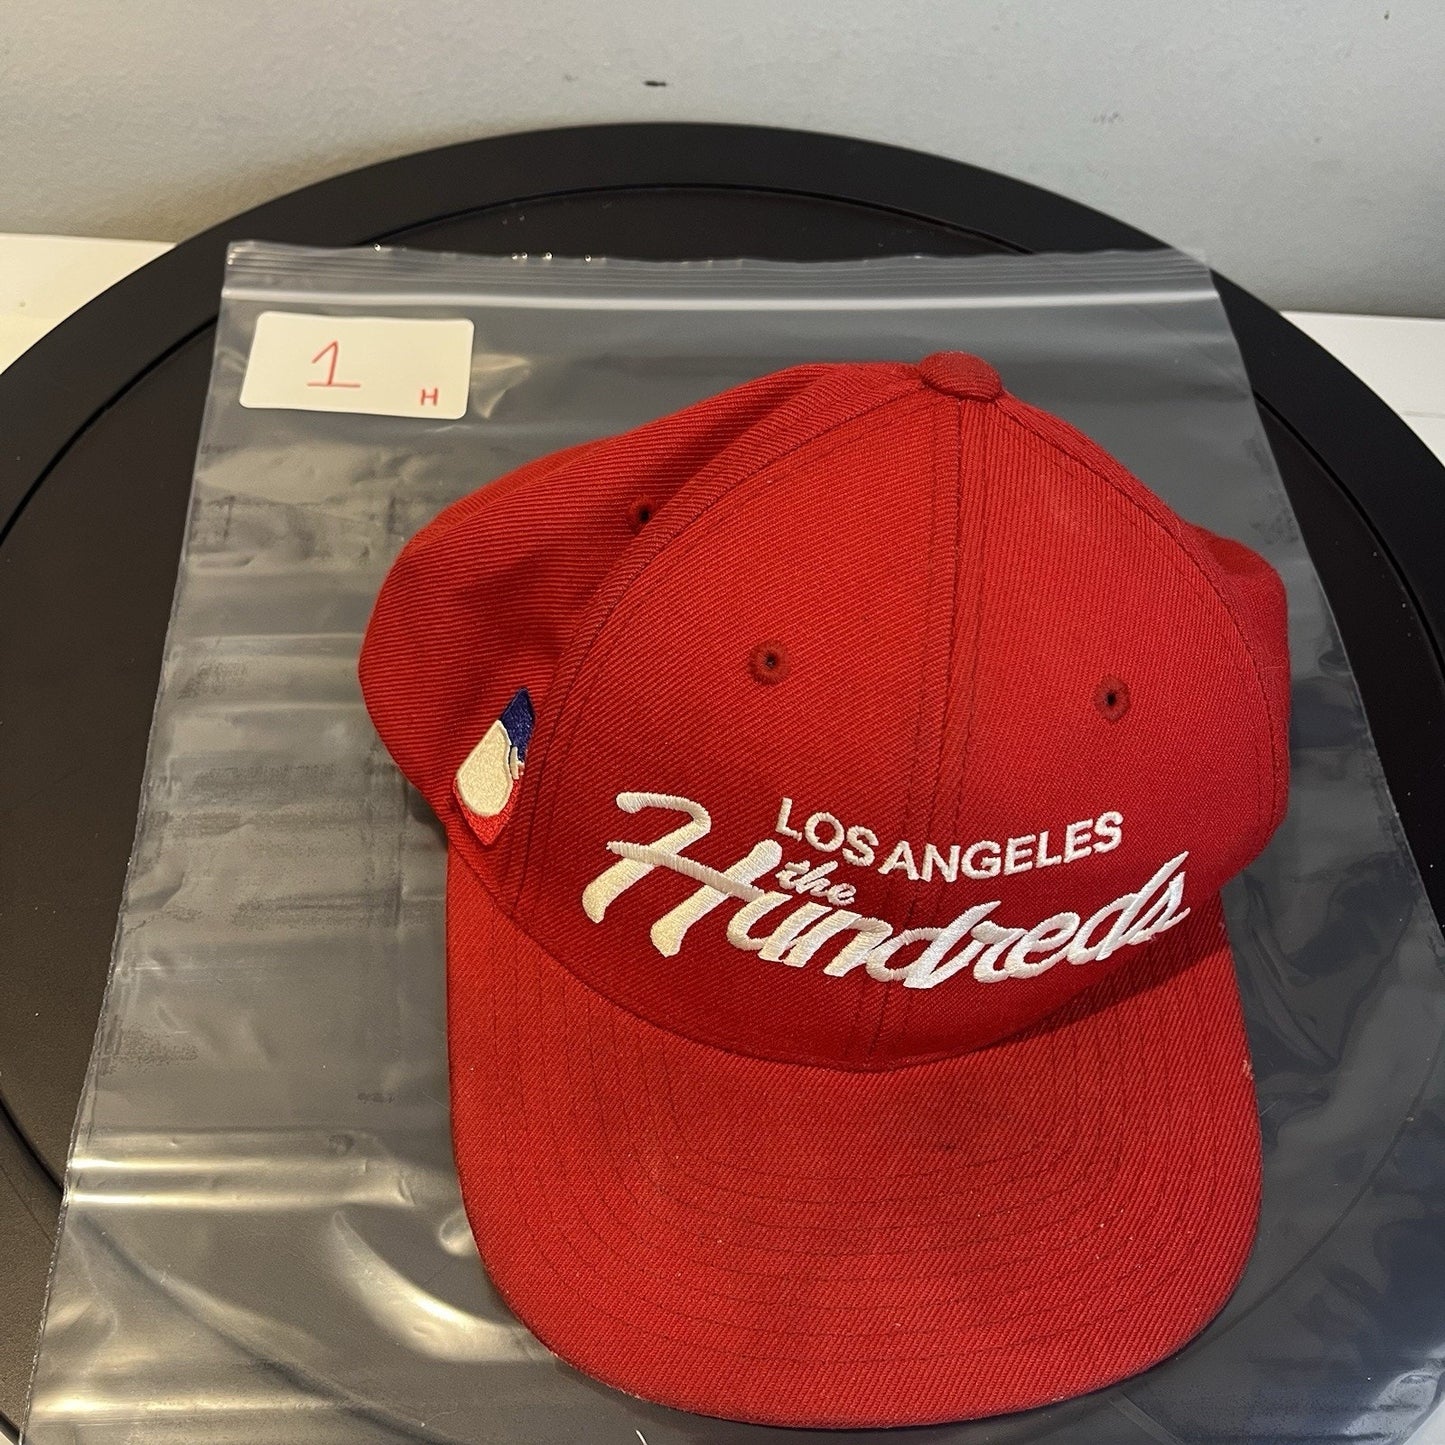 1
H
LOS ANGELES
the
Hundreds